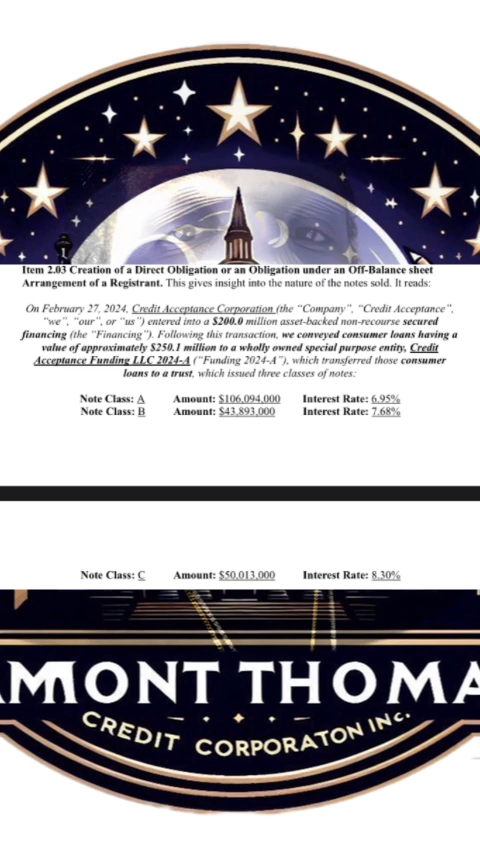 Item 2.03 Creation of a Direct Obligation or an Obligation under an Off-Balance sheet
Arrangement of a Registrant. This gives insight into the nature of the notes sold. It reads:
On February 27, 2024, Credit Acceptance Corporation (the “Company”, “Credit Acceptance”,
“we”, “our”, or “us”) entered into a $200.0 million asset-backed non-recourse secured
financing (the “Financing”). Following this transaction, we conveyed consumer loans having a
value of approximately $250.1 million to a wholly owned special purpose entity, Credit
Acceptance Funding LLC 2024-A (“Funding 2024-A”), which transferred those consumer
loans to a trust, which issued three classes of notes:
Note Class: A Amount: $106,094,000 Interest Rate: 6.95%
Note Class: B Amount: $43,893,000 Interest Rate: 7.68%
Note Class: C Amount: $50,013,000 Interest Rate: 8.30%
AMONT THOMA
CREDIT CORPORATON INC.